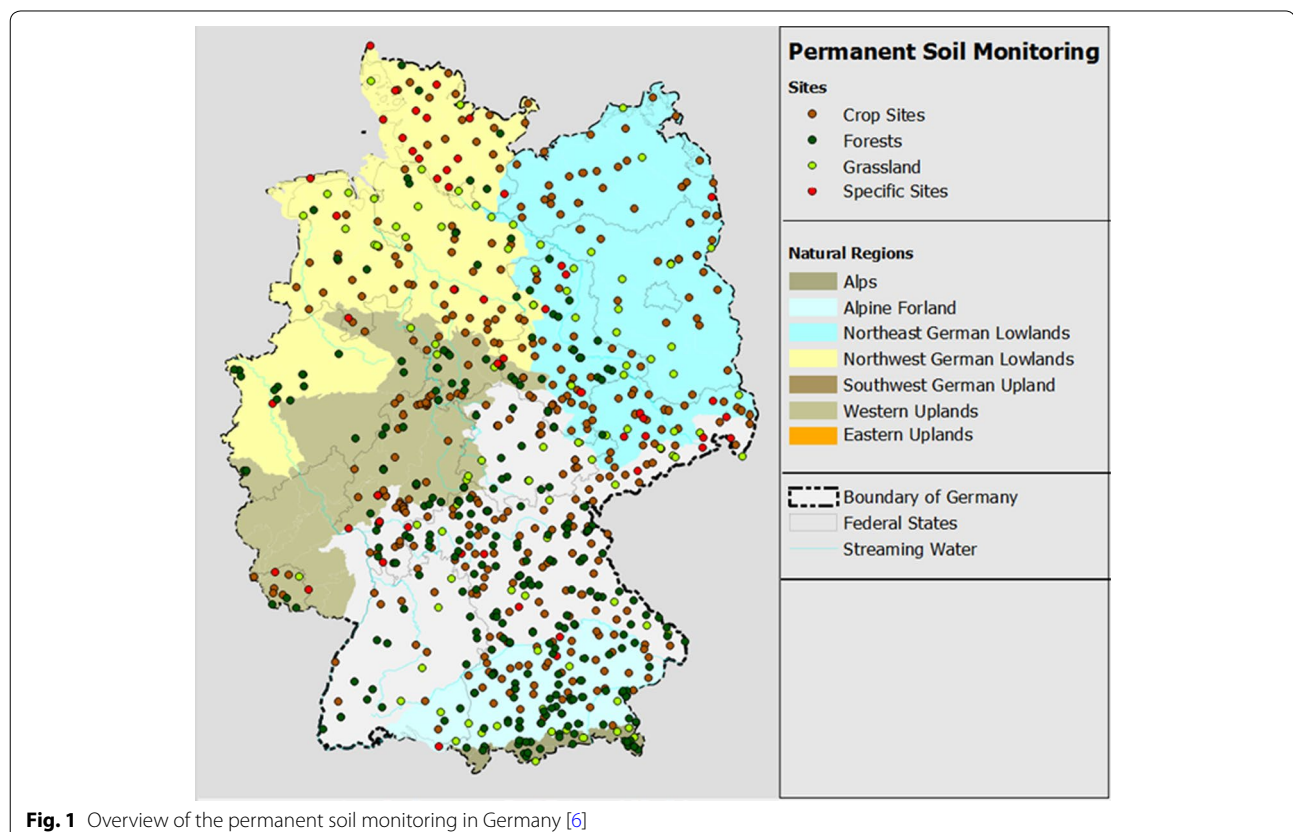 Permanent Soil Monitoring
Sites
Crop Sites
Forests
Grassland
Specific Sites
Natural Regions
Alps
Alpine Forland
Northeast German Lowlands
Northwest German Lowlands
Southwest German Upland
Western Uplands
Eastern Uplands
Boundary of Germany
Federal States
Streaming Water
Fig. 1 Overview of the permanent soil monitoring in Germany [6]